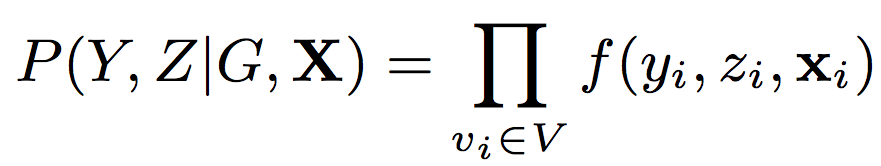 P(Y, Z|G, X) = ∏_{v_i∈V} f(y_i, z_i, x_i)